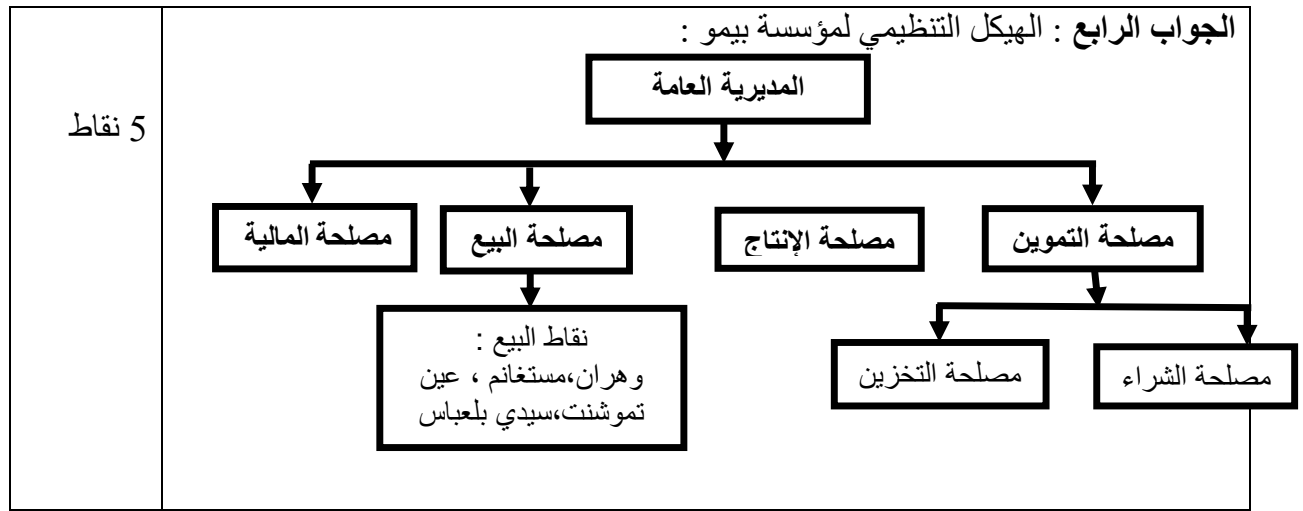 الجواب الرابع : الهيكل التنظيمي لمؤسسة بيمو :
المديرية العامة
5 نقاط
مصلحة التموين
مصلحة الإنتاج
مصلحة البيع
مصلحة المالية
مصلحة الشراء
مصلحة التخزين
نقاط البيع :
وهران،مستغانم ، عين
تموشنت،سيدي بلعباس